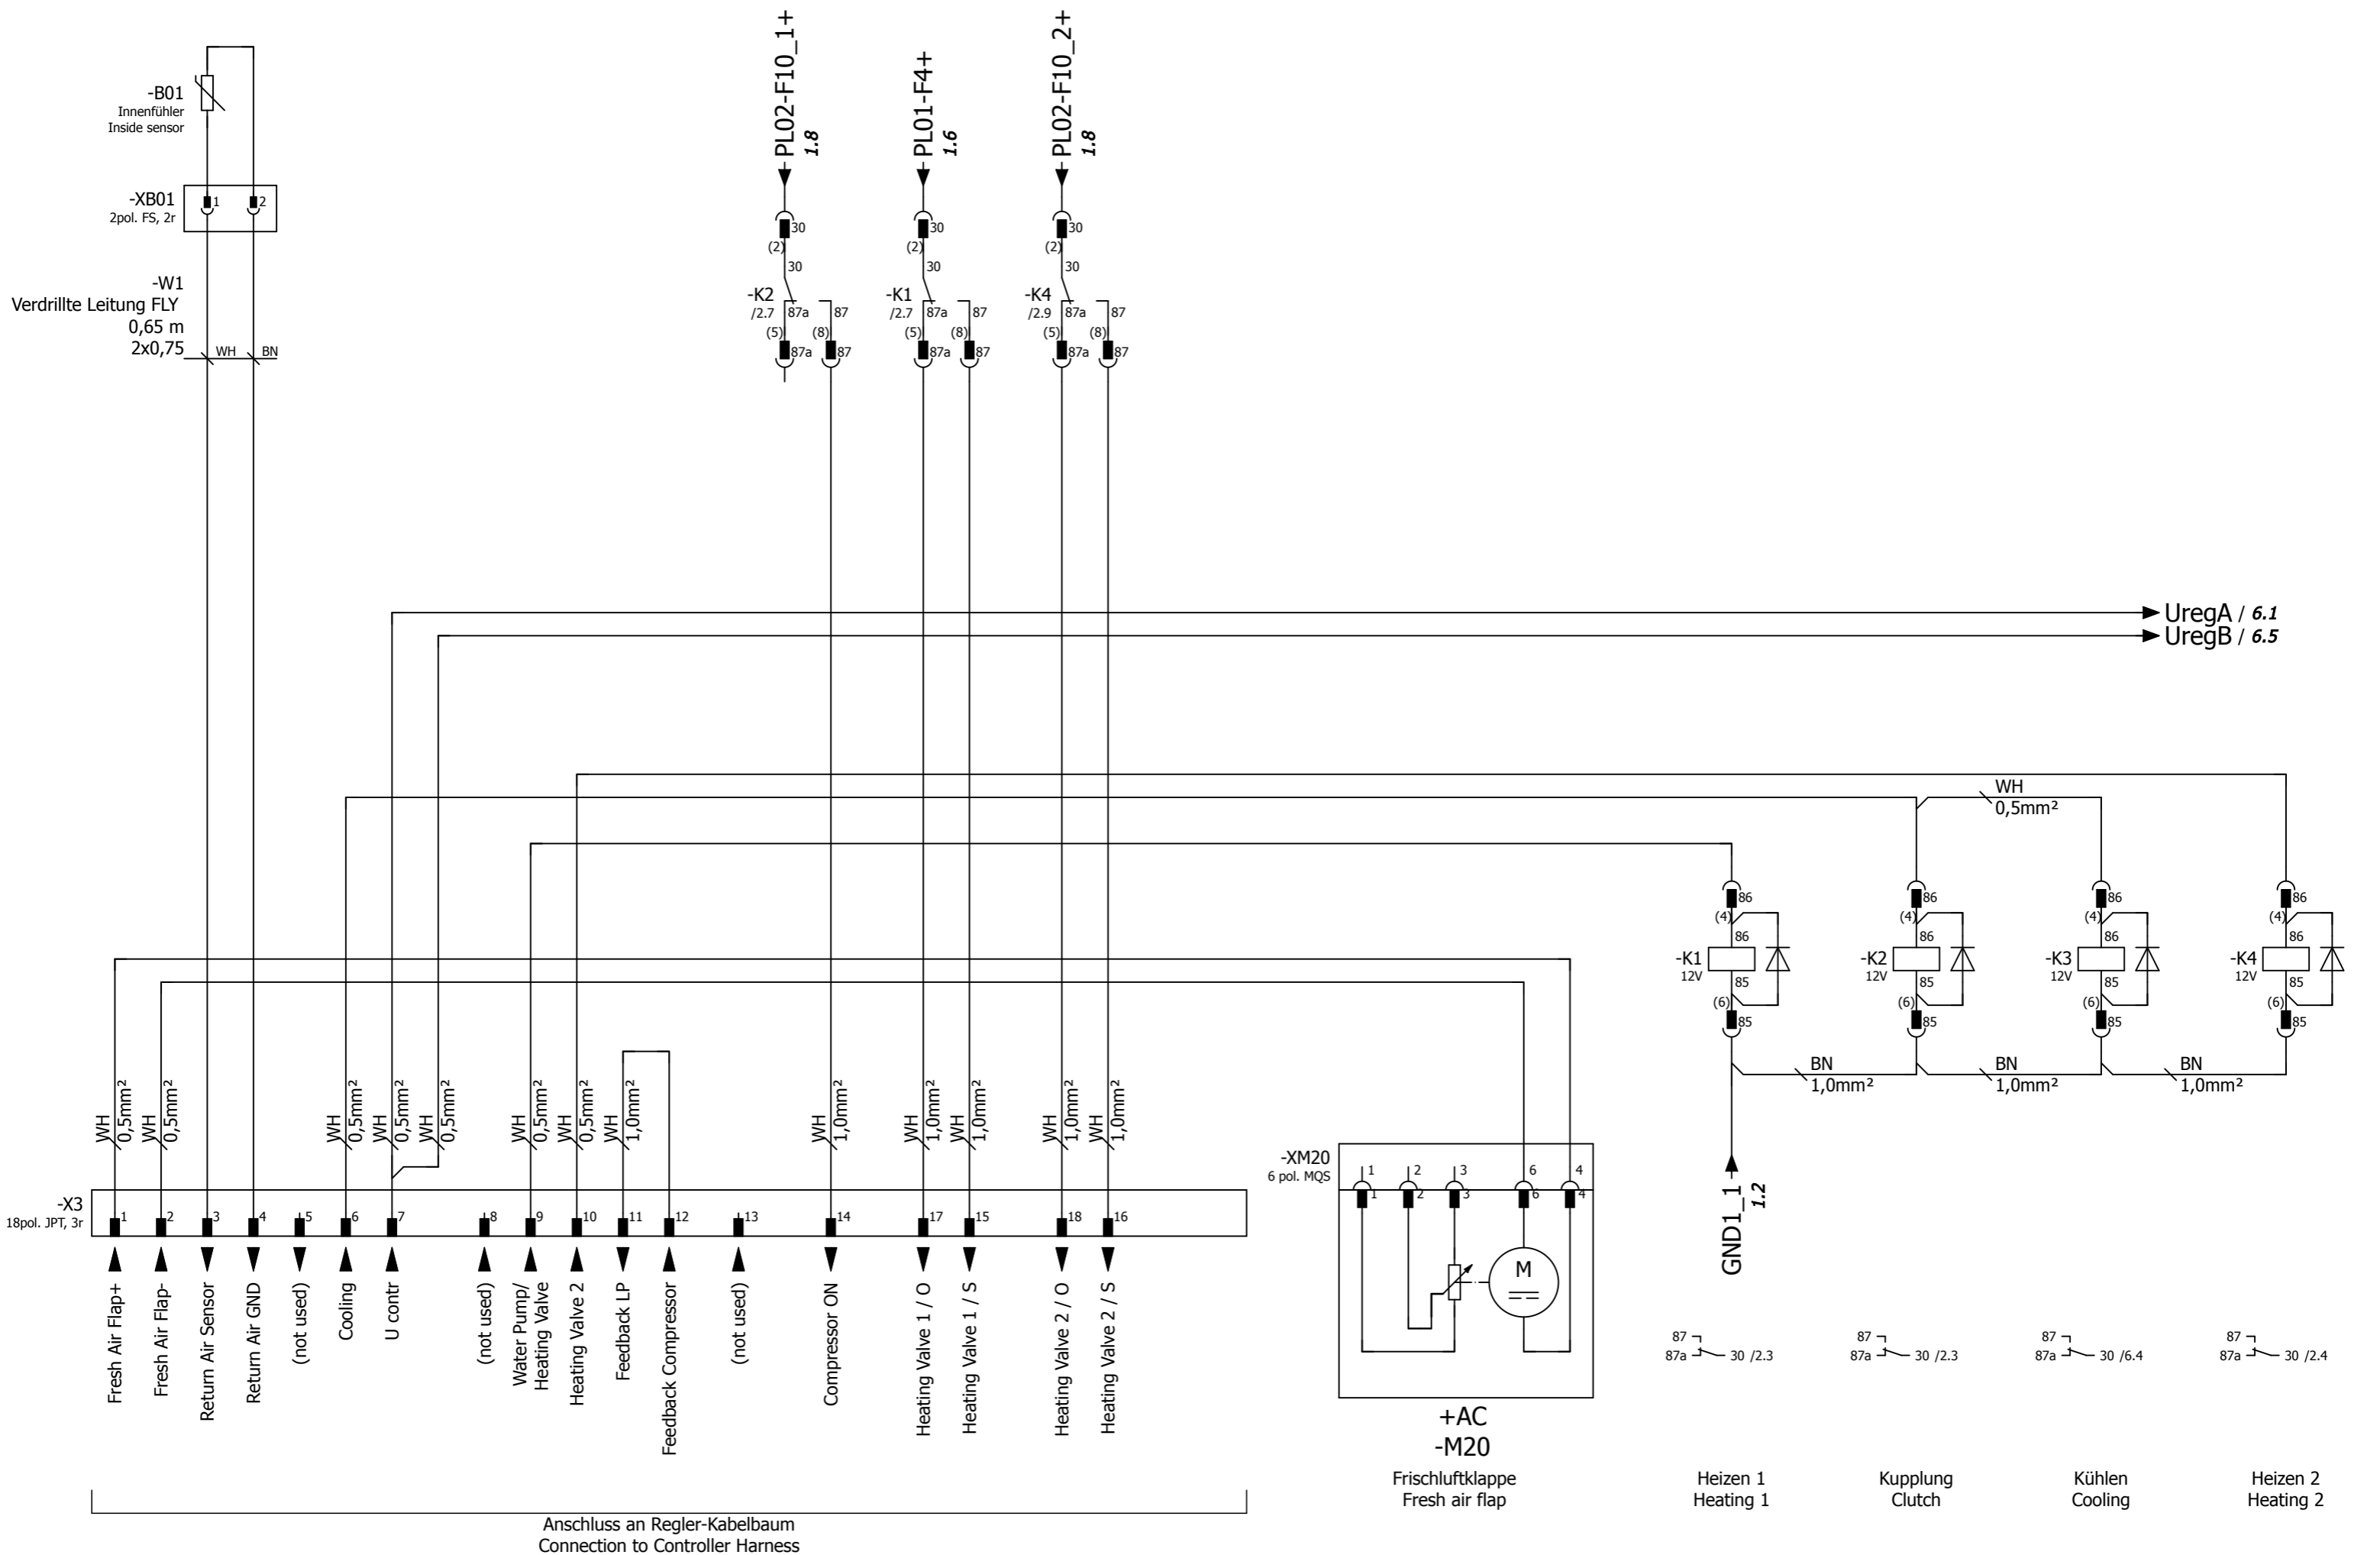 -B01
Innenfühler
Inside sensor
-XB01
2pol. FS, 2r
1
2
-W1
Verdrillte Leitung FLY
0,65 m
2x0,75
WH
BN
PL02-F10_1+
1.8
PL01-F4+
1.6
PL02-F10_2+
1.8
30
(2)
30
-K2
/2.7
87a
87
(5)
(8)
87a
87
30
(2)
30
-K1
/2.7
87a
87
(5)
(8)
87a
87
30
(2)
30
-K4
/2.9
87a
87
(5)
(8)
87a
87
UregA / 6.1
UregB / 6.5
WH
0,5mm²
86
(4)
86
-K1
12V
85
(6)
85
86
(4)
86
-K2
12V
85
(6)
85
86
(4)
86
-K3
12V
85
(6)
85
86
(4)
86
-K4
12V
85
(6)
85
BN
1,0mm²
BN
1,0mm²
BN
1,0mm²
GND1_1
1.2
WH
0,5mm²
WH
0,5mm²
WH
0,5mm²
WH
0,5mm²
WH
0,5mm²
WH
0,5mm²
WH
0,5mm²
WH
1,0mm²
WH
1,0mm²
WH
1,0mm²
WH
1,0mm²
WH
1,0mm²
WH
1,0mm²
-X3
18pol. JPT, 3r
1
2
3
4
5
6
7
8
9
10
11
12
13
14
17
15
18
16
Fresh Air Flap+
Fresh Air Flap-
Return Air Sensor
Return Air GND
(not used)
Cooling
U contr
(not used)
Water Pump/
Heating Valve
Heating Valve 2
Feedback LP
Feedback Compressor
(not used)
Compressor ON
Heating Valve 1 / O
Heating Valve 1 / S
Heating Valve 2 / O
Heating Valve 2 / S
Anschluss an Regler-Kabelbaum
Connection to Controller Harness
-XM20
6 pol. MQS
1
2
3
6
4
1
2
3
6
4
M
+AC
-M20
Frischluftklappe
Fresh air flap
87
87a
30 /2.3
Heizen 1
Heating 1
87
87a
30 /2.3
Kupplung
Clutch
87
87a
30 /6.4
Kühlen
Cooling
87
87a
30 /2.4
Heizen 2
Heating 2